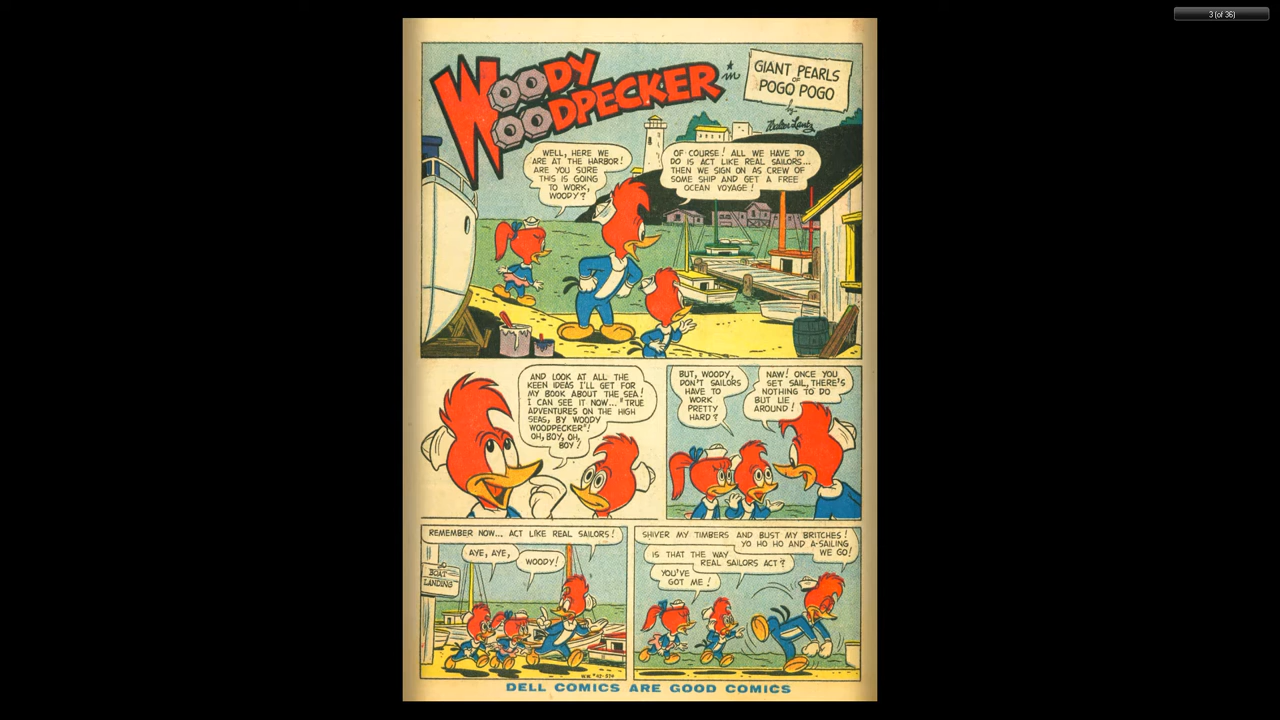 3 (of 36)
WOODY
WOODPECKER
in
GIANT PEARLS
OF
POGO POGO
by
Walter Lantz
WELL, HERE WE
ARE AT THE HARBOR!
ARE YOU SURE
THIS IS GOING
TO WORK,
WOODY?
OF COURSE! ALL WE HAVE TO
DO IS ACT LIKE REAL SAILORS...
THEN WE SIGN ON AS CREW OF
SOME SHIP AND GET A FREE
OCEAN VOYAGE!
AND LOOK AT ALL THE
KEEN IDEAS I'LL GET FOR
MY BOOK ABOUT THE SEA!
I CAN SEE IT NOW... "TRUE
ADVENTURES ON THE HIGH
SEAS, BY WOODY
WOODPECKER"!
OH, BOY, OH,
BOY!
BUT, WOODY,
DON'T SAILORS
HAVE TO
WORK
PRETTY
HARD?
NAW! ONCE YOU
SET SAIL, THERE'S
NOTHING TO DO
BUT LIE
AROUND!
REMEMBER NOW... ACT LIKE REAL SAILORS!
AYE, AYE,
WOODY!
BOAT
LANDING
W.W. #43-574
SHIVER MY TIMBERS AND BUST MY BRITCHES!
YO HO HO AND A-SAILING
WE GO!
IS THAT THE WAY
REAL SAILORS ACT?
YOU'VE
GOT ME!
DELL COMICS ARE GOOD COMICS